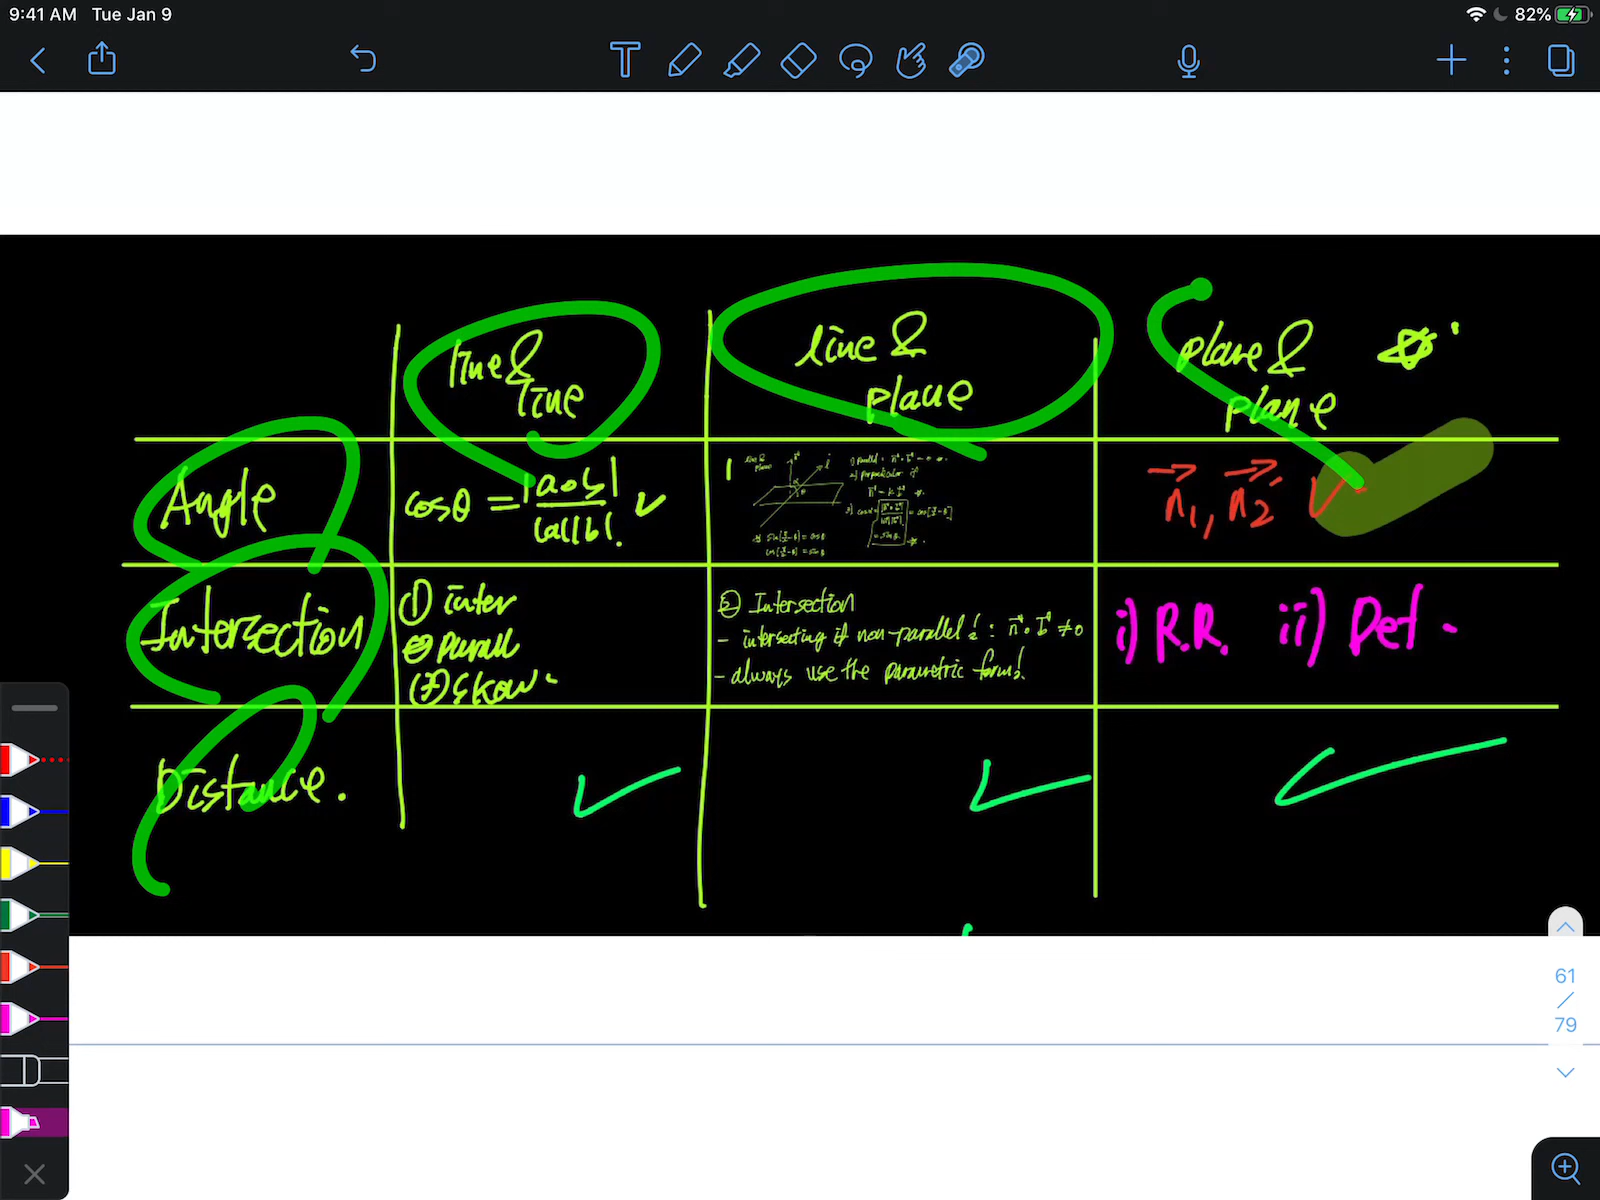 9:41 AM Tue Jan 9
82%
line &
line
line &
plane
plane &
plane
Angle
cosθ = |a∘b| / |a||b|.
n₁, n₂
Intersection
① inter
② parall
③ skew
② Intersection
- intersecting if non-parallel! : n · l ≠ 0
- always use the parametric form!
i) R.R. ii) Def.
Distance.
61
/
79